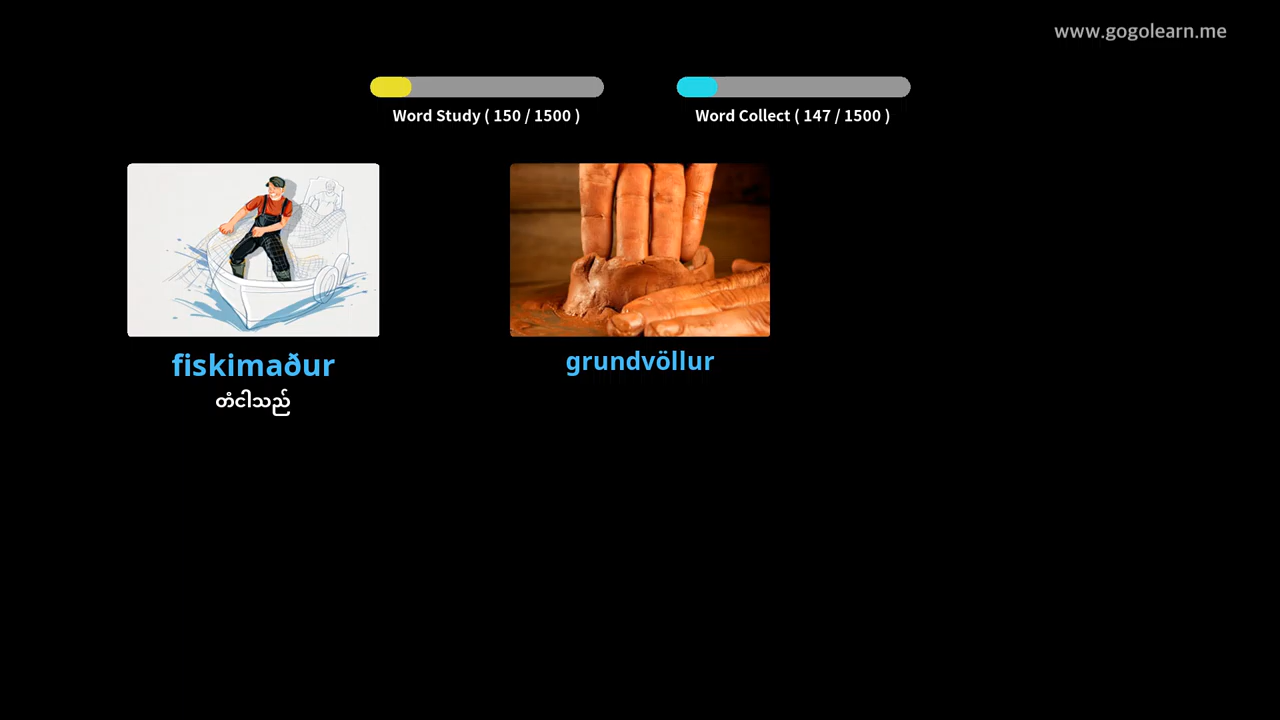 www.gogolearn.me
Word Study ( 150 / 1500 )
Word Collect ( 147 / 1500 )
fiskimaður
တံငါသည်
grundvöllur